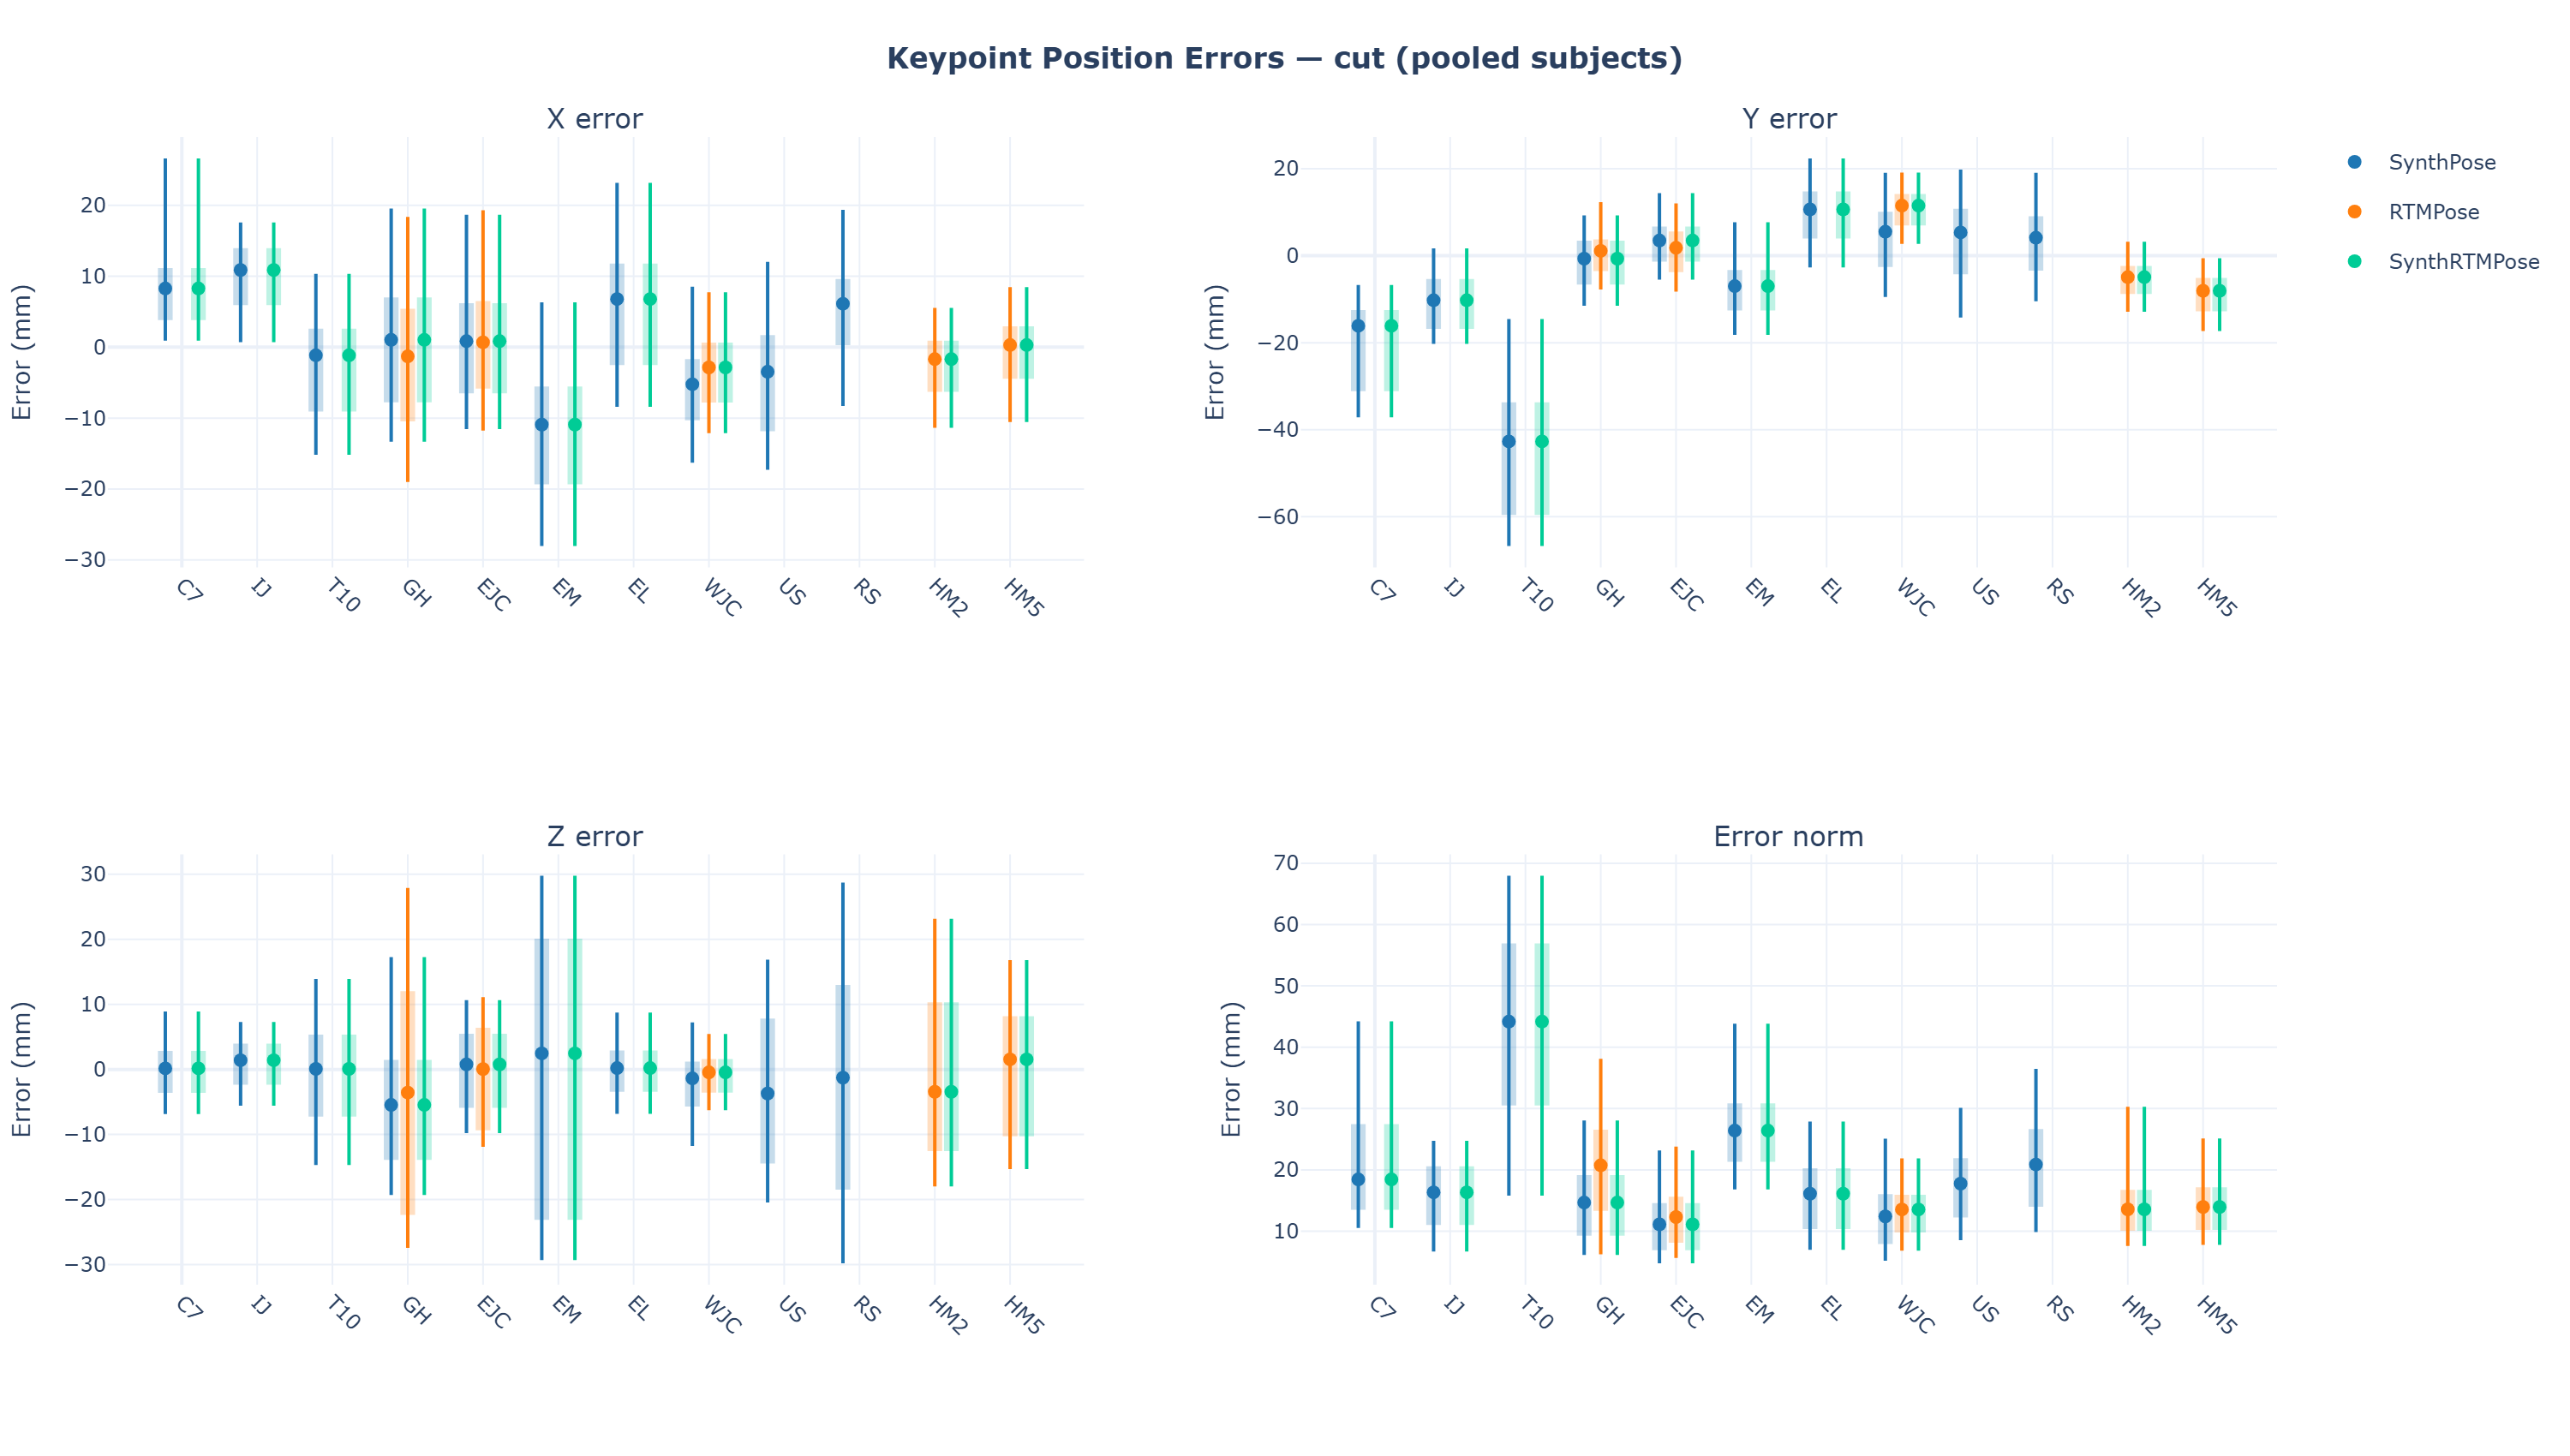 Keypoint Position Errors — cut (pooled subjects)
X error
Error (mm)
20
10
0
−10
−20
−30
C7
IJ
T10
GH
EJC
EM
EL
WJC
US
RS
HM2
HM5
Y error
Error (mm)
20
0
−20
−40
−60
C7
IJ
T10
GH
EJC
EM
EL
WJC
US
RS
HM2
HM5
SynthPose
RTMPose
SynthRTMPose
Z error
Error (mm)
30
20
10
0
−10
−20
−30
C7
IJ
T10
GH
EJC
EM
EL
WJC
US
RS
HM2
HM5
Error norm
Error (mm)
70
60
50
40
30
20
10
C7
IJ
T10
GH
EJC
EM
EL
WJC
US
RS
HM2
HM5